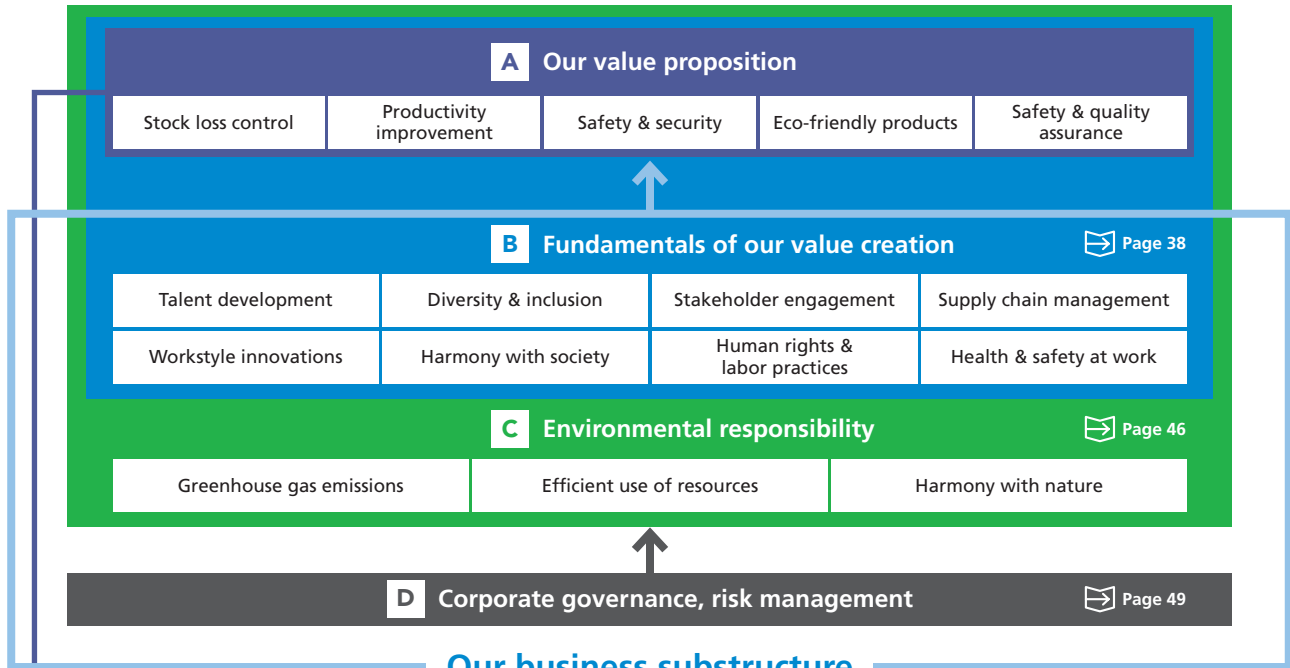 A Our value proposition
Stock loss control
Productivity
improvement
Safety & security
Eco-friendly products
Safety & quality
assurance
B Fundamentals of our value creation
Page 38
Talent development
Diversity & inclusion
Stakeholder engagement
Supply chain management
Workstyle innovations
Harmony with society
Human rights &
labor practices
Health & safety at work
C Environmental responsibility
Page 46
Greenhouse gas emissions
Efficient use of resources
Harmony with nature
D Corporate governance, risk management
Page 49
Our business substructure